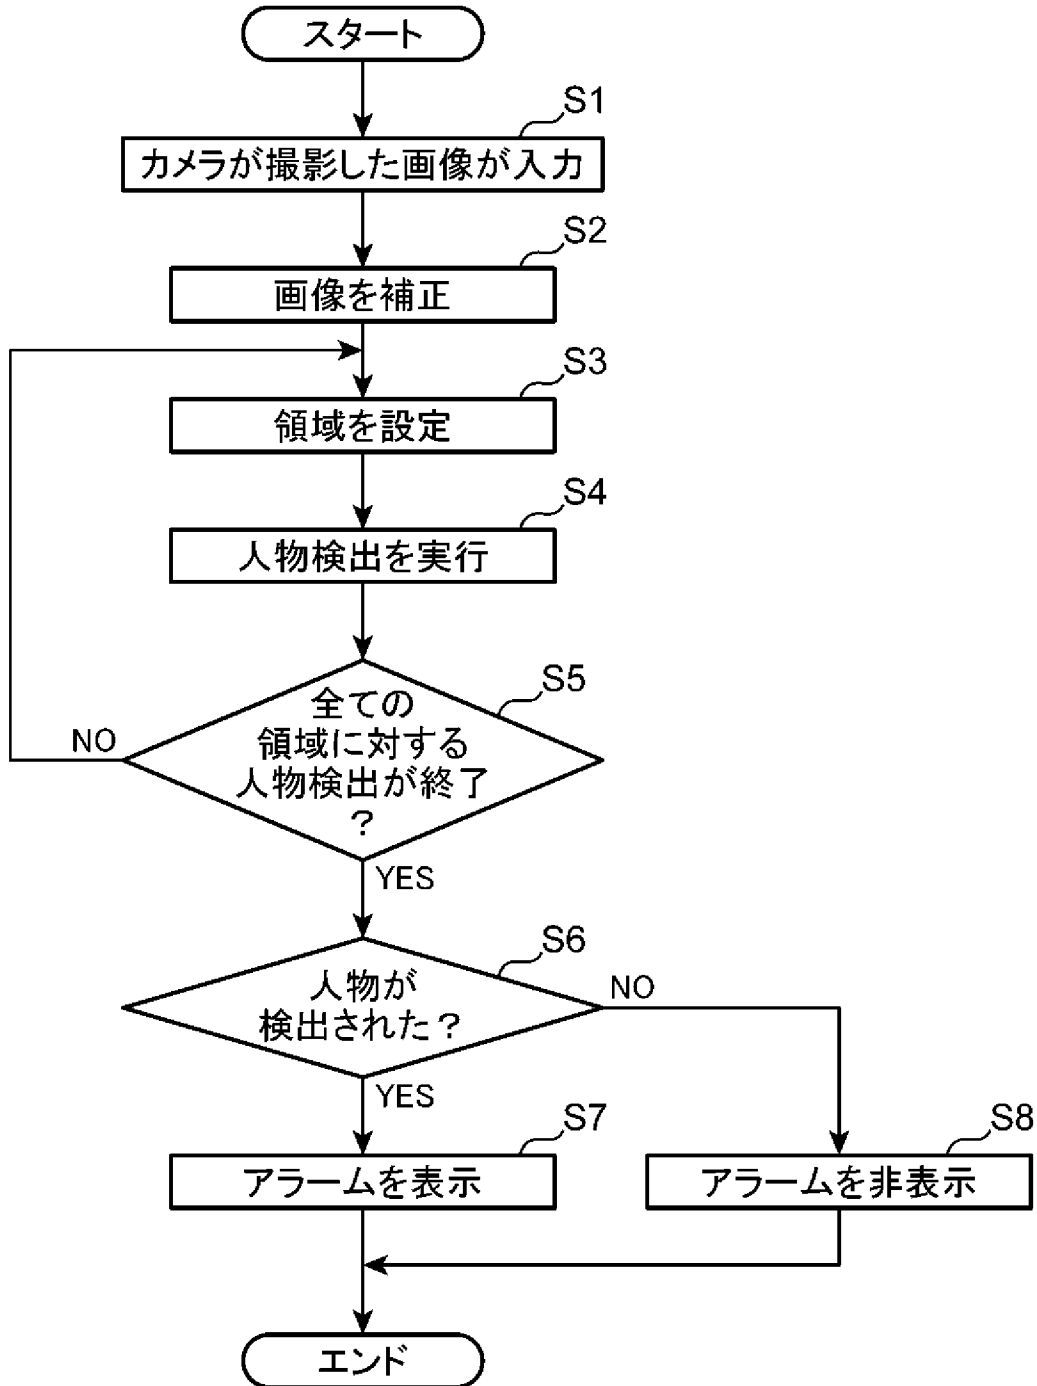 スタート
S1
カメラが撮影した画像が入力
S2
画像を補正
S3
領域を設定
S4
人物検出を実行
S5
全ての
領域に対する
人物検出が終了
?
NO
YES
S6
人物が
検出された?
NO
YES
S7
アラームを表示
S8
アラームを非表示
エンド